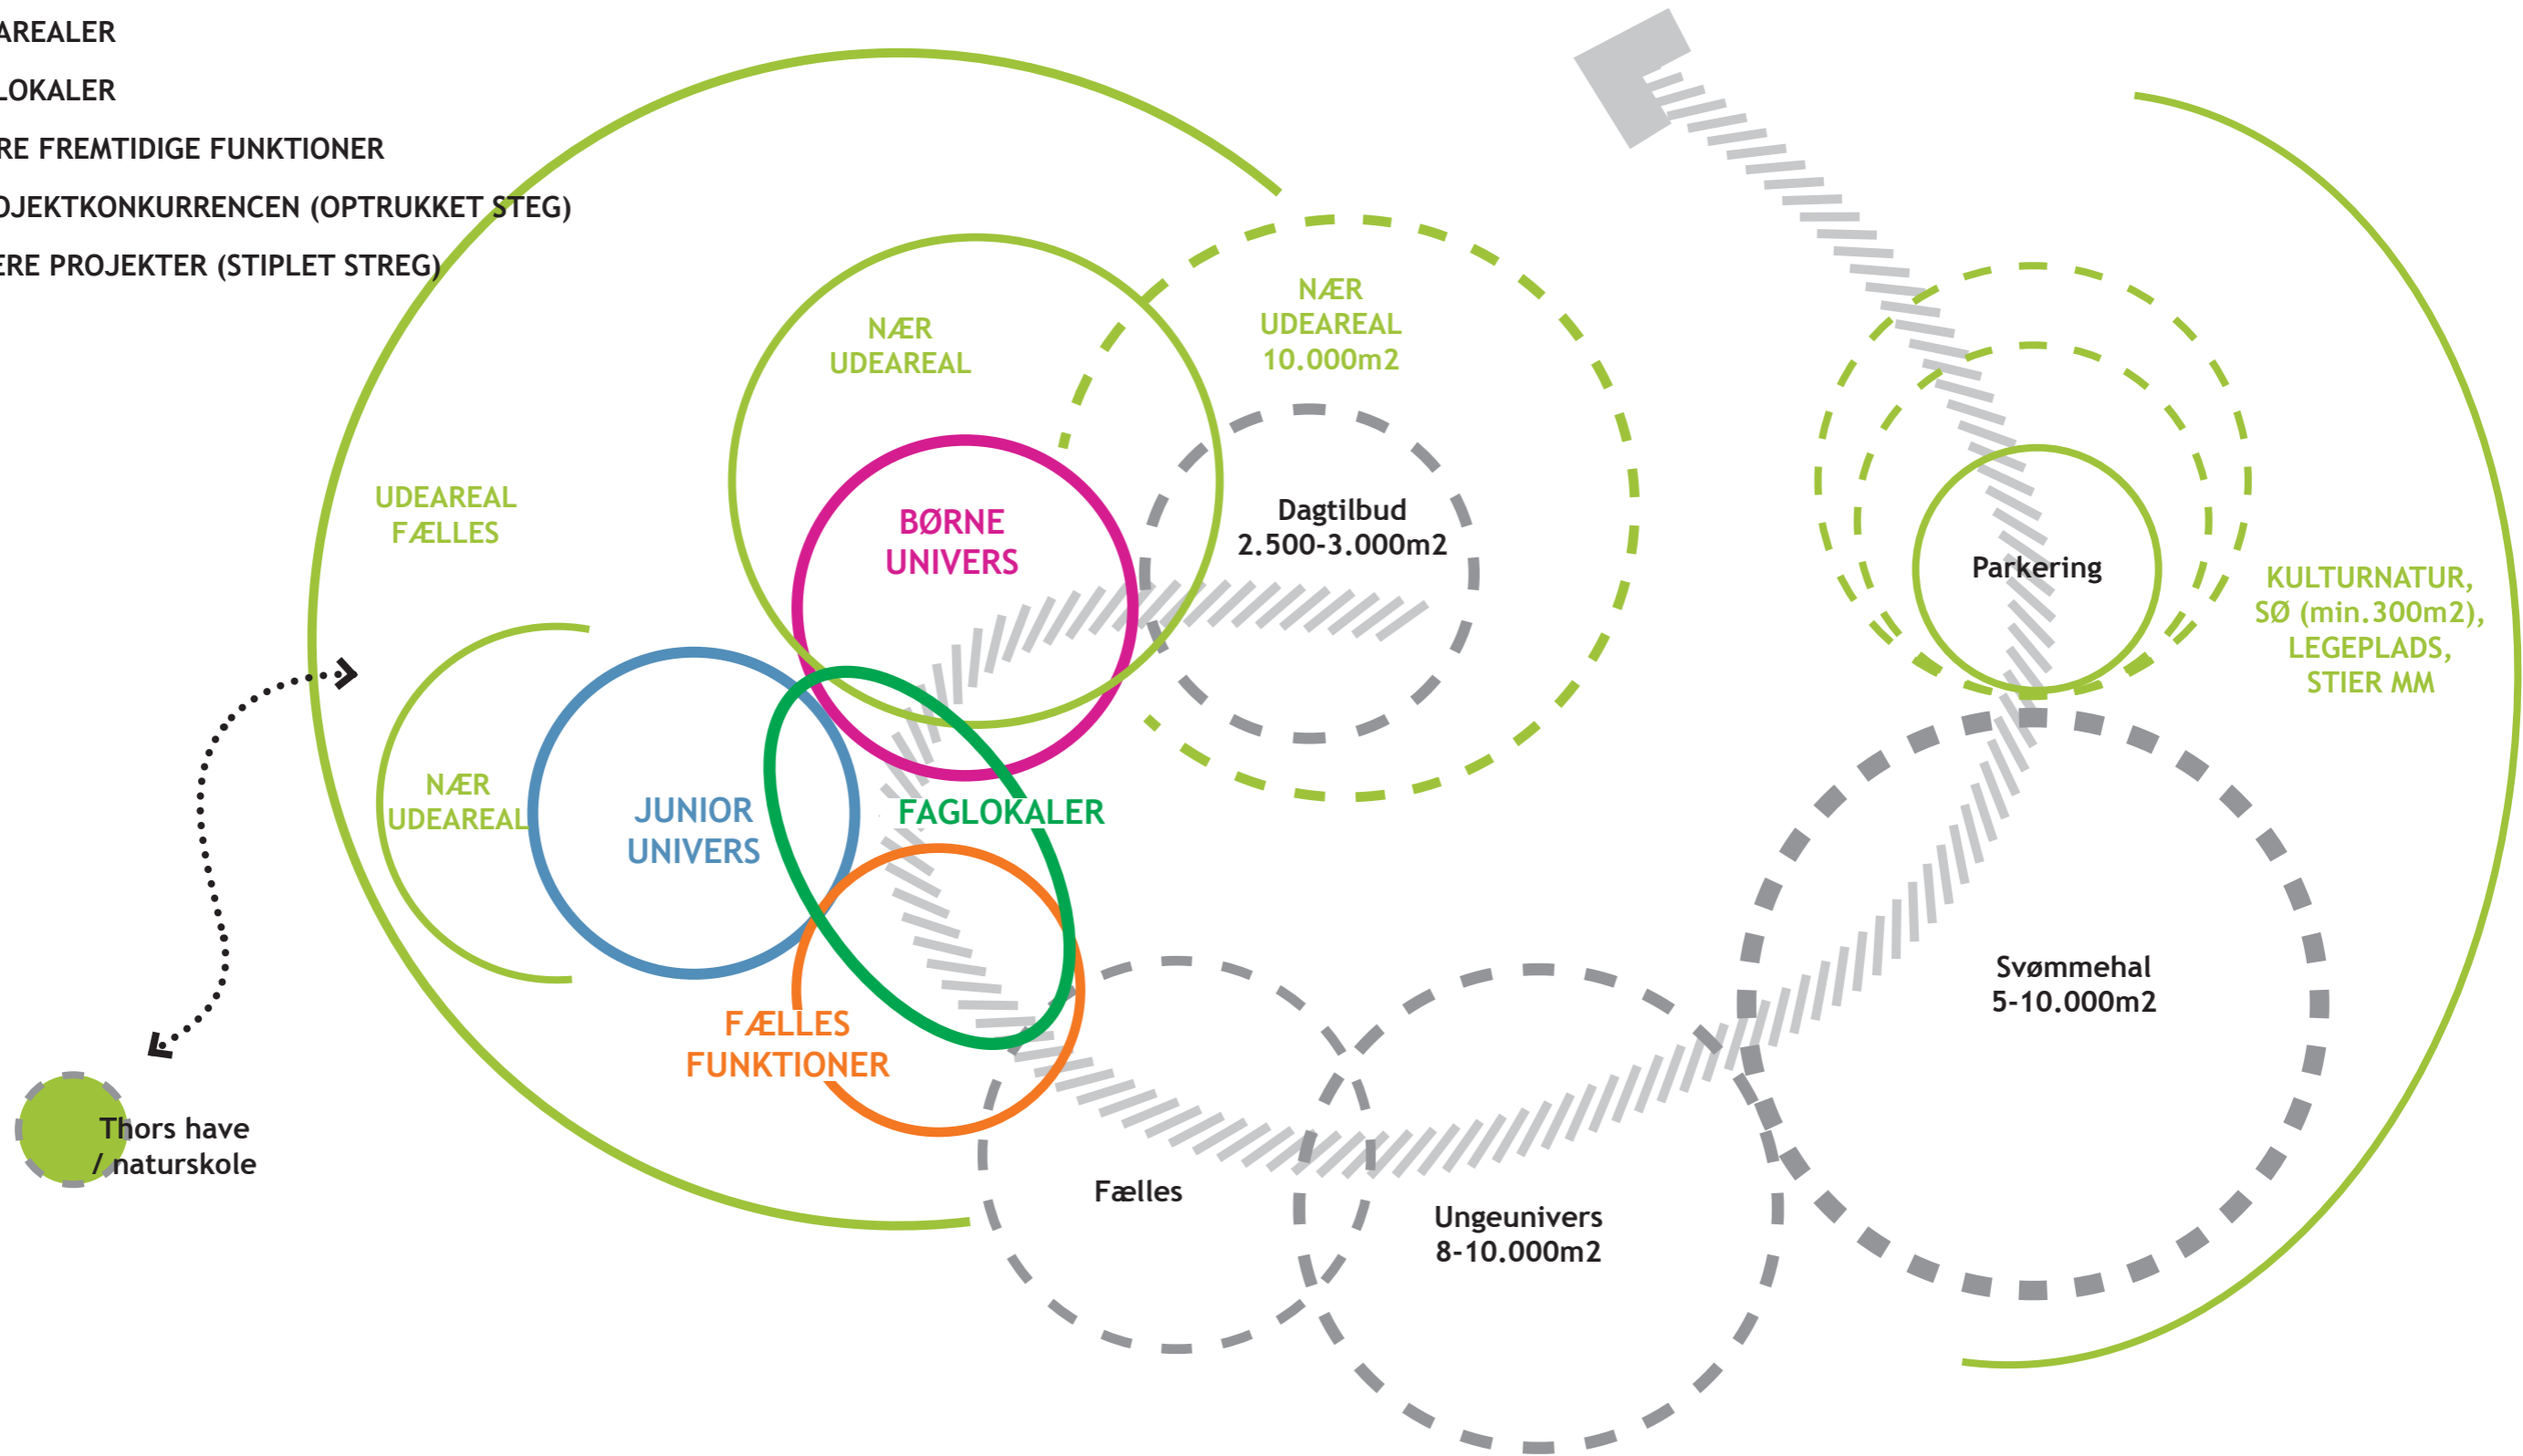 AREALER
LOKALER
RE FREMTIDIGE FUNKTIONER
OJEKTKONKURRENCEN (OPTRUKKET STEG)
ERE PROJEKTER (STIPLET STREG)
NÆR
UDEAREAL
10.000m2
NÆR
UDEAREAL
UDEAREAL
FÆLLES
BØRNE
UNIVERS
Dagtilbud
2.500-3.000m2
Parkering
KULTURNATUR,
SØ (min.300m2),
LEGEPLADS,
STIER MM
NÆR
UDEAREAL
JUNIOR
UNIVERS
FAGLOKALER
Svømmehal
5-10.000m2
FÆLLES
FUNKTIONER
Thors have
/ naturskole
Fælles
Ungeunivers
8-10.000m2